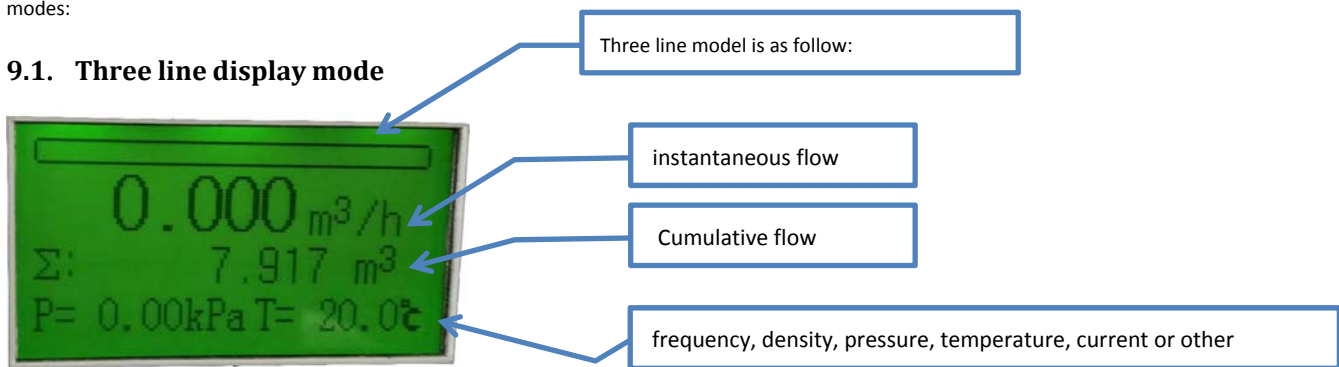 modes:
Three line model is as follow:
9.1. Three line display mode
0.000 m³/h
instantaneous flow
Σ: 7.917 m³
Cumulative flow
P= 0.00kPa T= 20.0℃
frequency, density, pressure, temperature, current or other